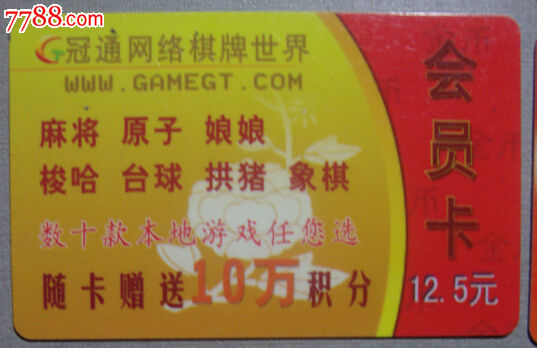 7788.com
冠通网络棋牌世界
WWW.GAMEGT.COM
麻将 原子 娘娘
梭哈 台球 拱猪 象棋
数十款本地游戏任您选
随卡赠送10万积分
会员卡
12.5元